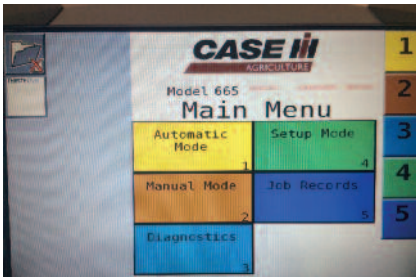 CASE IH
AGRICULTURE
Model 665
Main Menu
Automatic
Mode
1
Setup Mode
4
Manual Mode
2
Job Records
5
Diagnostics
3
1
2
3
4
5